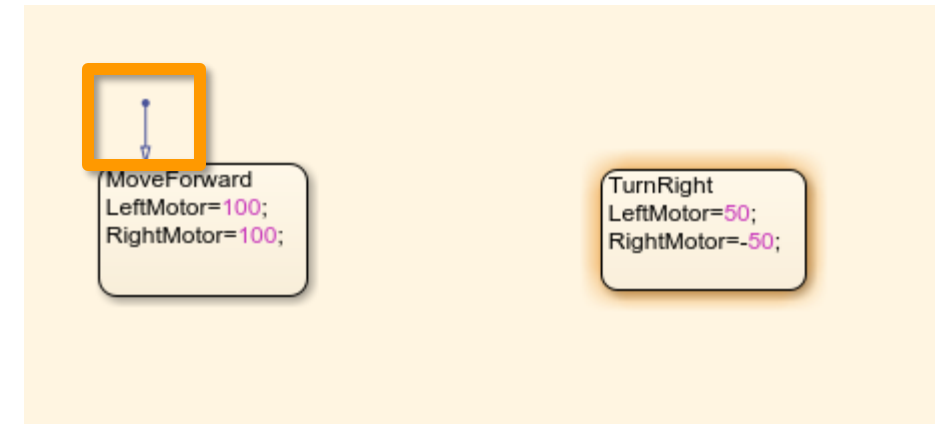 MoveForward
LeftMotor=100;
RightMotor=100;
TurnRight
LeftMotor=50;
RightMotor=-50;